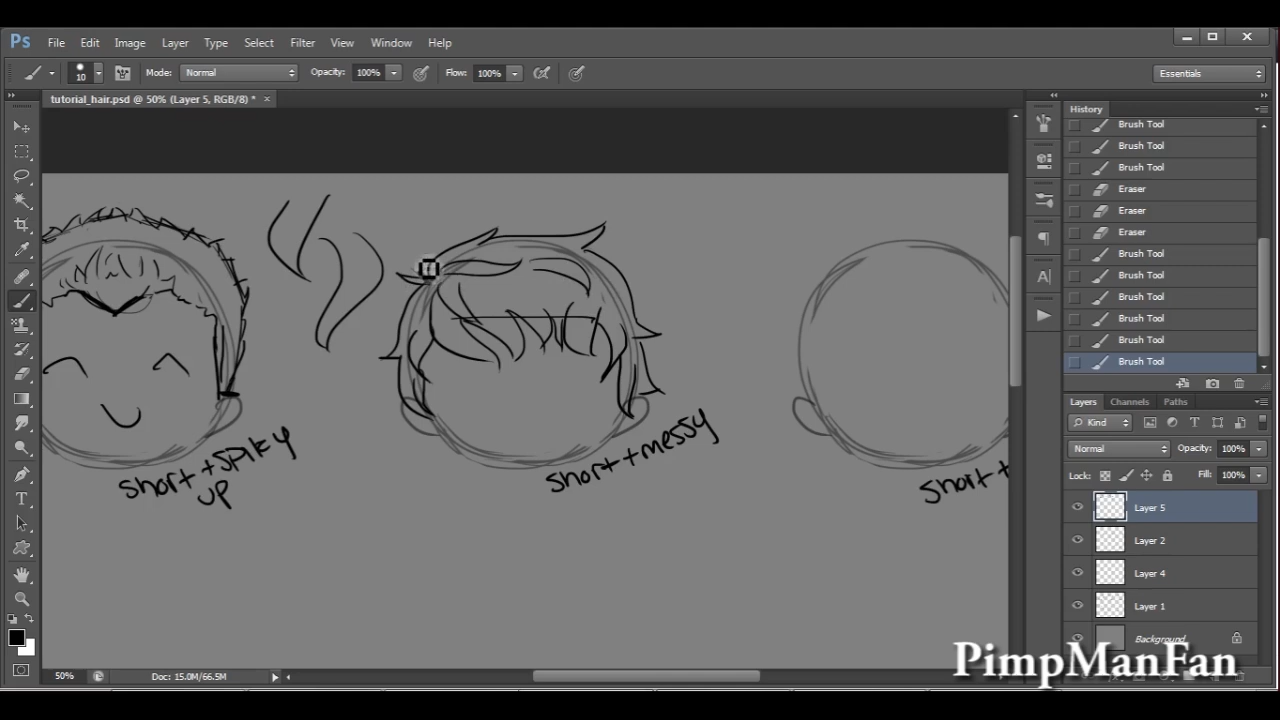 Ps File Edit Image Layer Type Select Filter View Window Help
10 Mode: Normal Opacity: 100% Flow: 100% Essentials
tutorial_hair.psd @ 50% (Layer 5, RGB/8) * ×
History
Brush Tool
Brush Tool
Brush Tool
Eraser
Eraser
Eraser
Brush Tool
Brush Tool
Brush Tool
Brush Tool
Brush Tool
Brush Tool
Layers Channels Paths
Kind
Normal Opacity: 100%
Lock: Fill: 100%
Layer 5
Layer 2
Layer 4
Layer 1
Background
short + spiky
up
short + messy
short +
50% Doc: 15.0M/66.5M
PimpManFan